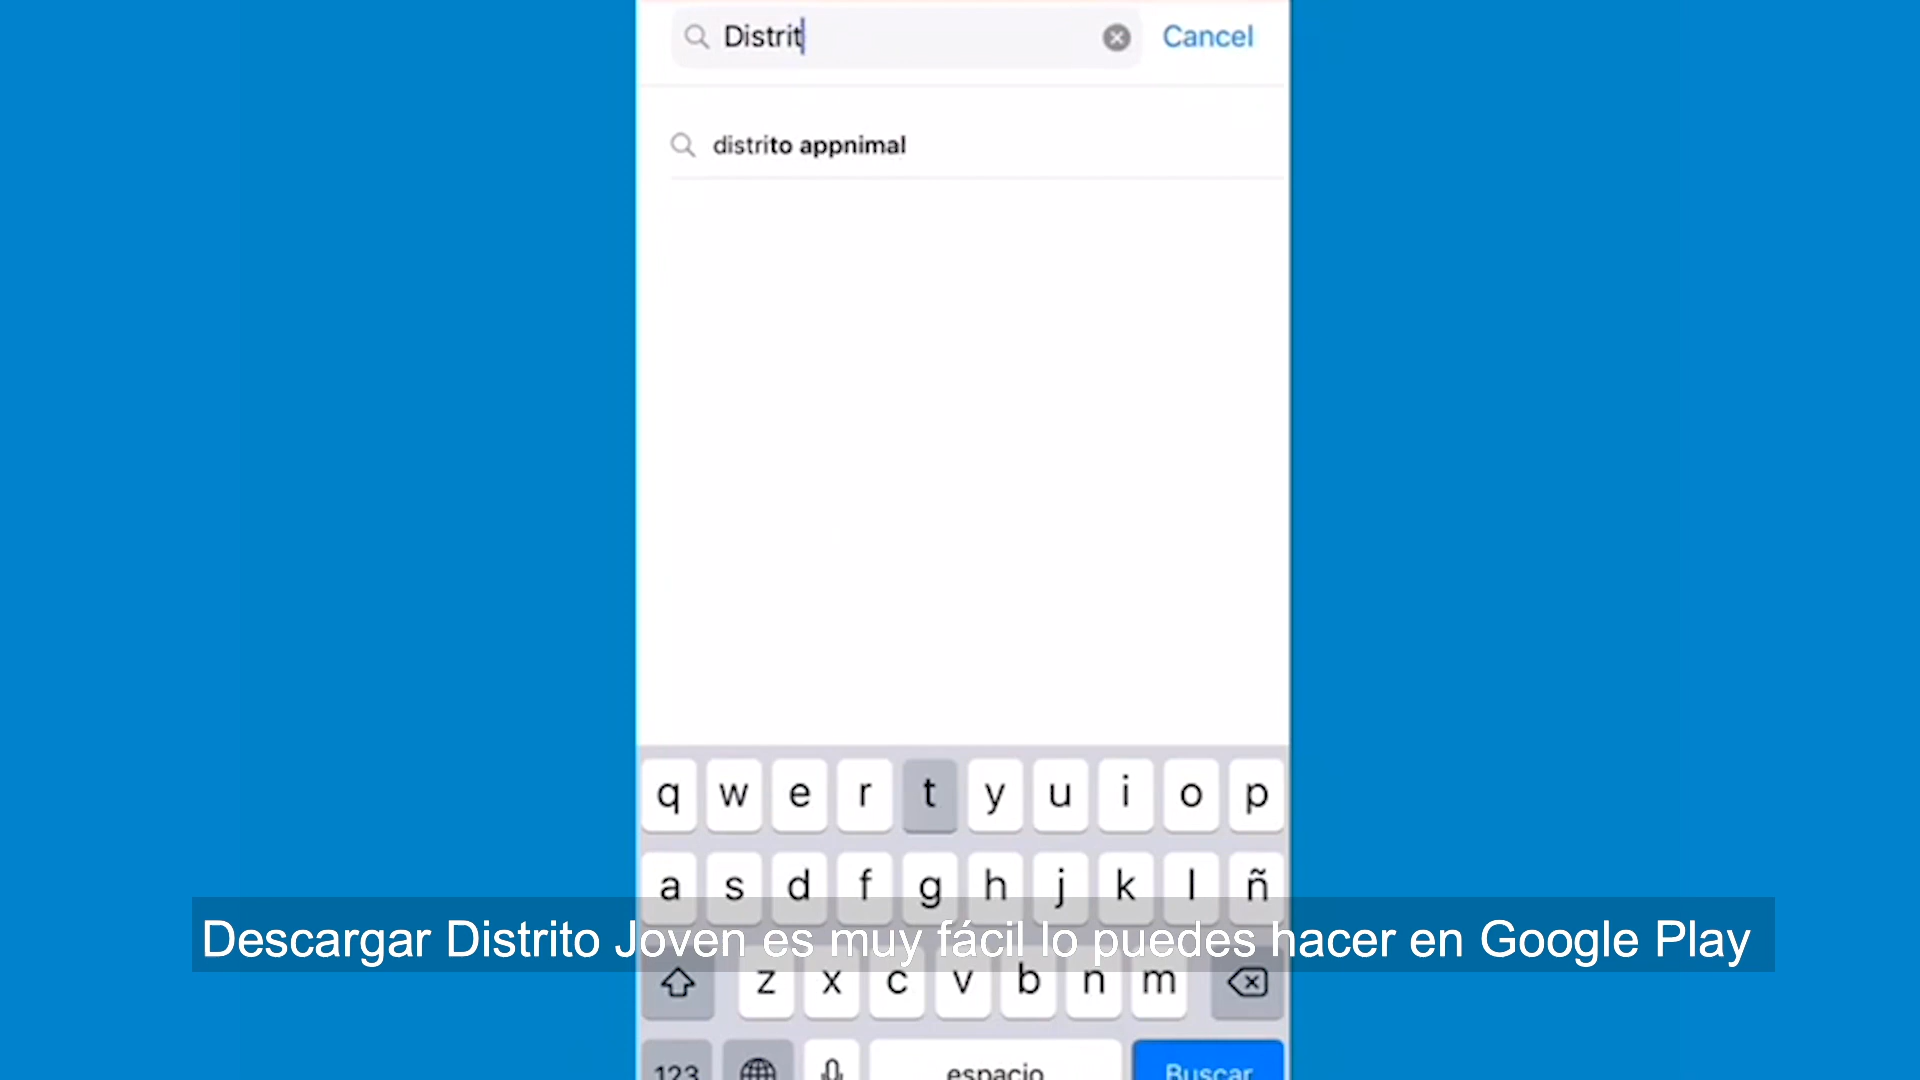 Distrit Cancel
distrito appnimal
q w e r t y u i o p
a s d f g h j k l ñ
Descargar Distrito Joven es muy fácil lo puedes hacer en Google Play
z x c v b n m
123 espacio Buscar